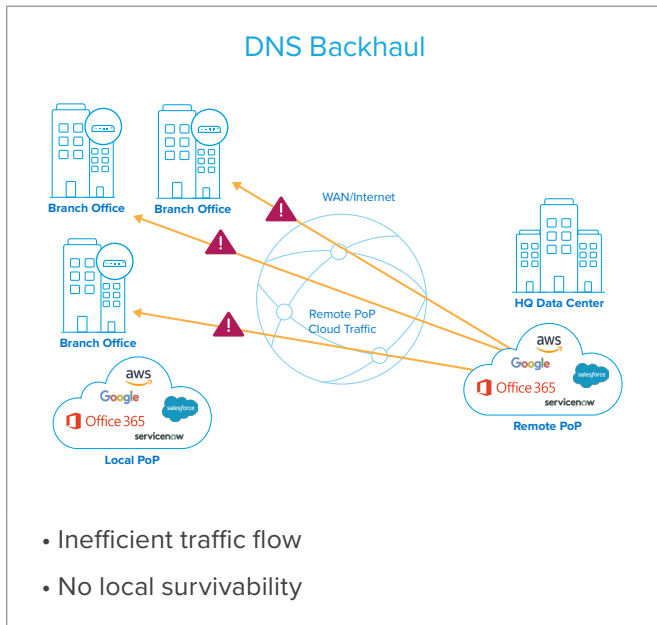 DNS Backhaul
Branch Office
Branch Office
WAN/Internet
HQ Data Center
Remote PoP
Cloud Traffic
Branch Office
aws
Google
Office 365
salesforce
servicenow
Local PoP
aws
Google
Office 365
salesforce
servicenow
Remote PoP
• Inefficient traffic flow
• No local survivability